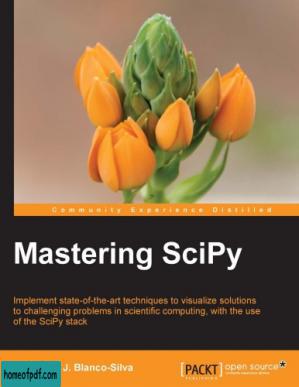 Community Experience Distilled
Mastering SciPy
Implement state-of-the-art techniques to visualize solutions
to challenging problems in scientific computing, with the use
of the SciPy stack
J. Blanco-Silva
homeofpdf.com
PACKT open source*
PUBLISHING